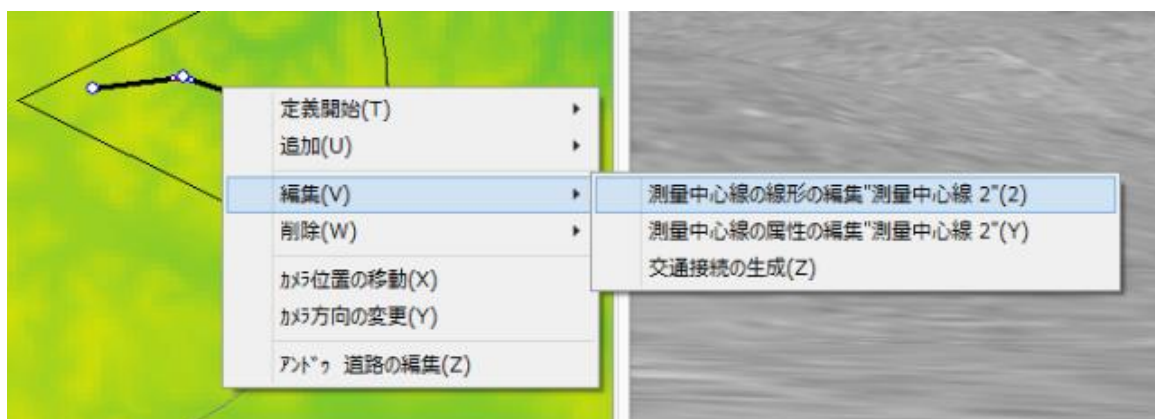 定義開始(T)
追加(U)
編集(V)
削除(W)
ｶﾒﾗ位置の移動(X)
ｶﾒﾗ方向の変更(Y)
ｱﾝﾄﾞｩ 道路の編集(Z)
測量中心線の線形の編集"測量中心線 2"(2)
測量中心線の属性の編集"測量中心線 2"(Y)
交通接続の生成(Z)